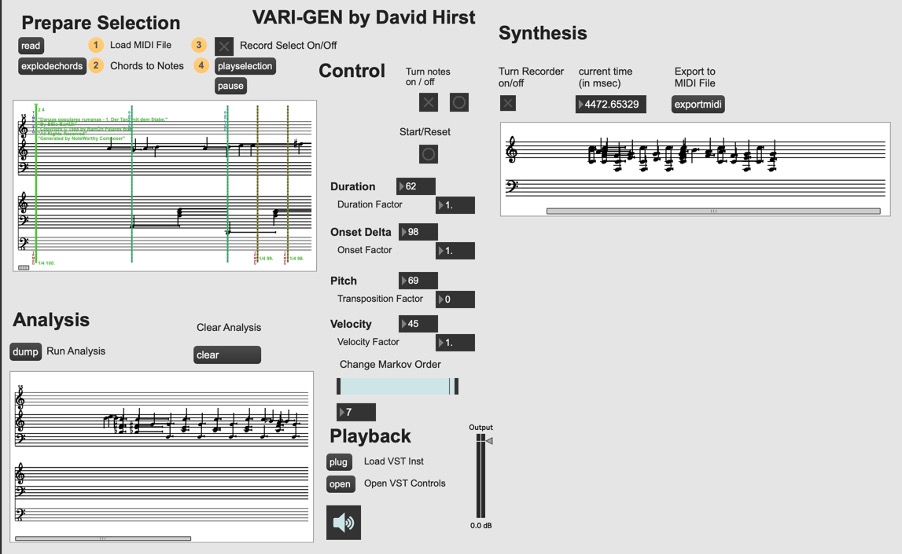 VARI-GEN by David Hirst
Prepare Selection
read
1
Load MIDI File
3
Record Select On/Off
explodechords
2
Chords to Notes
4
playselection
pause
Control
Turn notes
on / off
Start/Reset
Duration
62
Duration Factor
1.
Onset Delta
98
Onset Factor
1.
Pitch
69
Transposition Factor
0
Velocity
45
Velocity Factor
1.
Change Markov Order
7
Synthesis
Turn Recorder
on/off
current time
(in msec)
4472.65329
Export to
MIDI File
exportmidi
Analysis
Clear Analysis
dump
Run Analysis
clear
Playback
plug
Load VST Inst
open
Open VST Controls
Output
0.0 dB